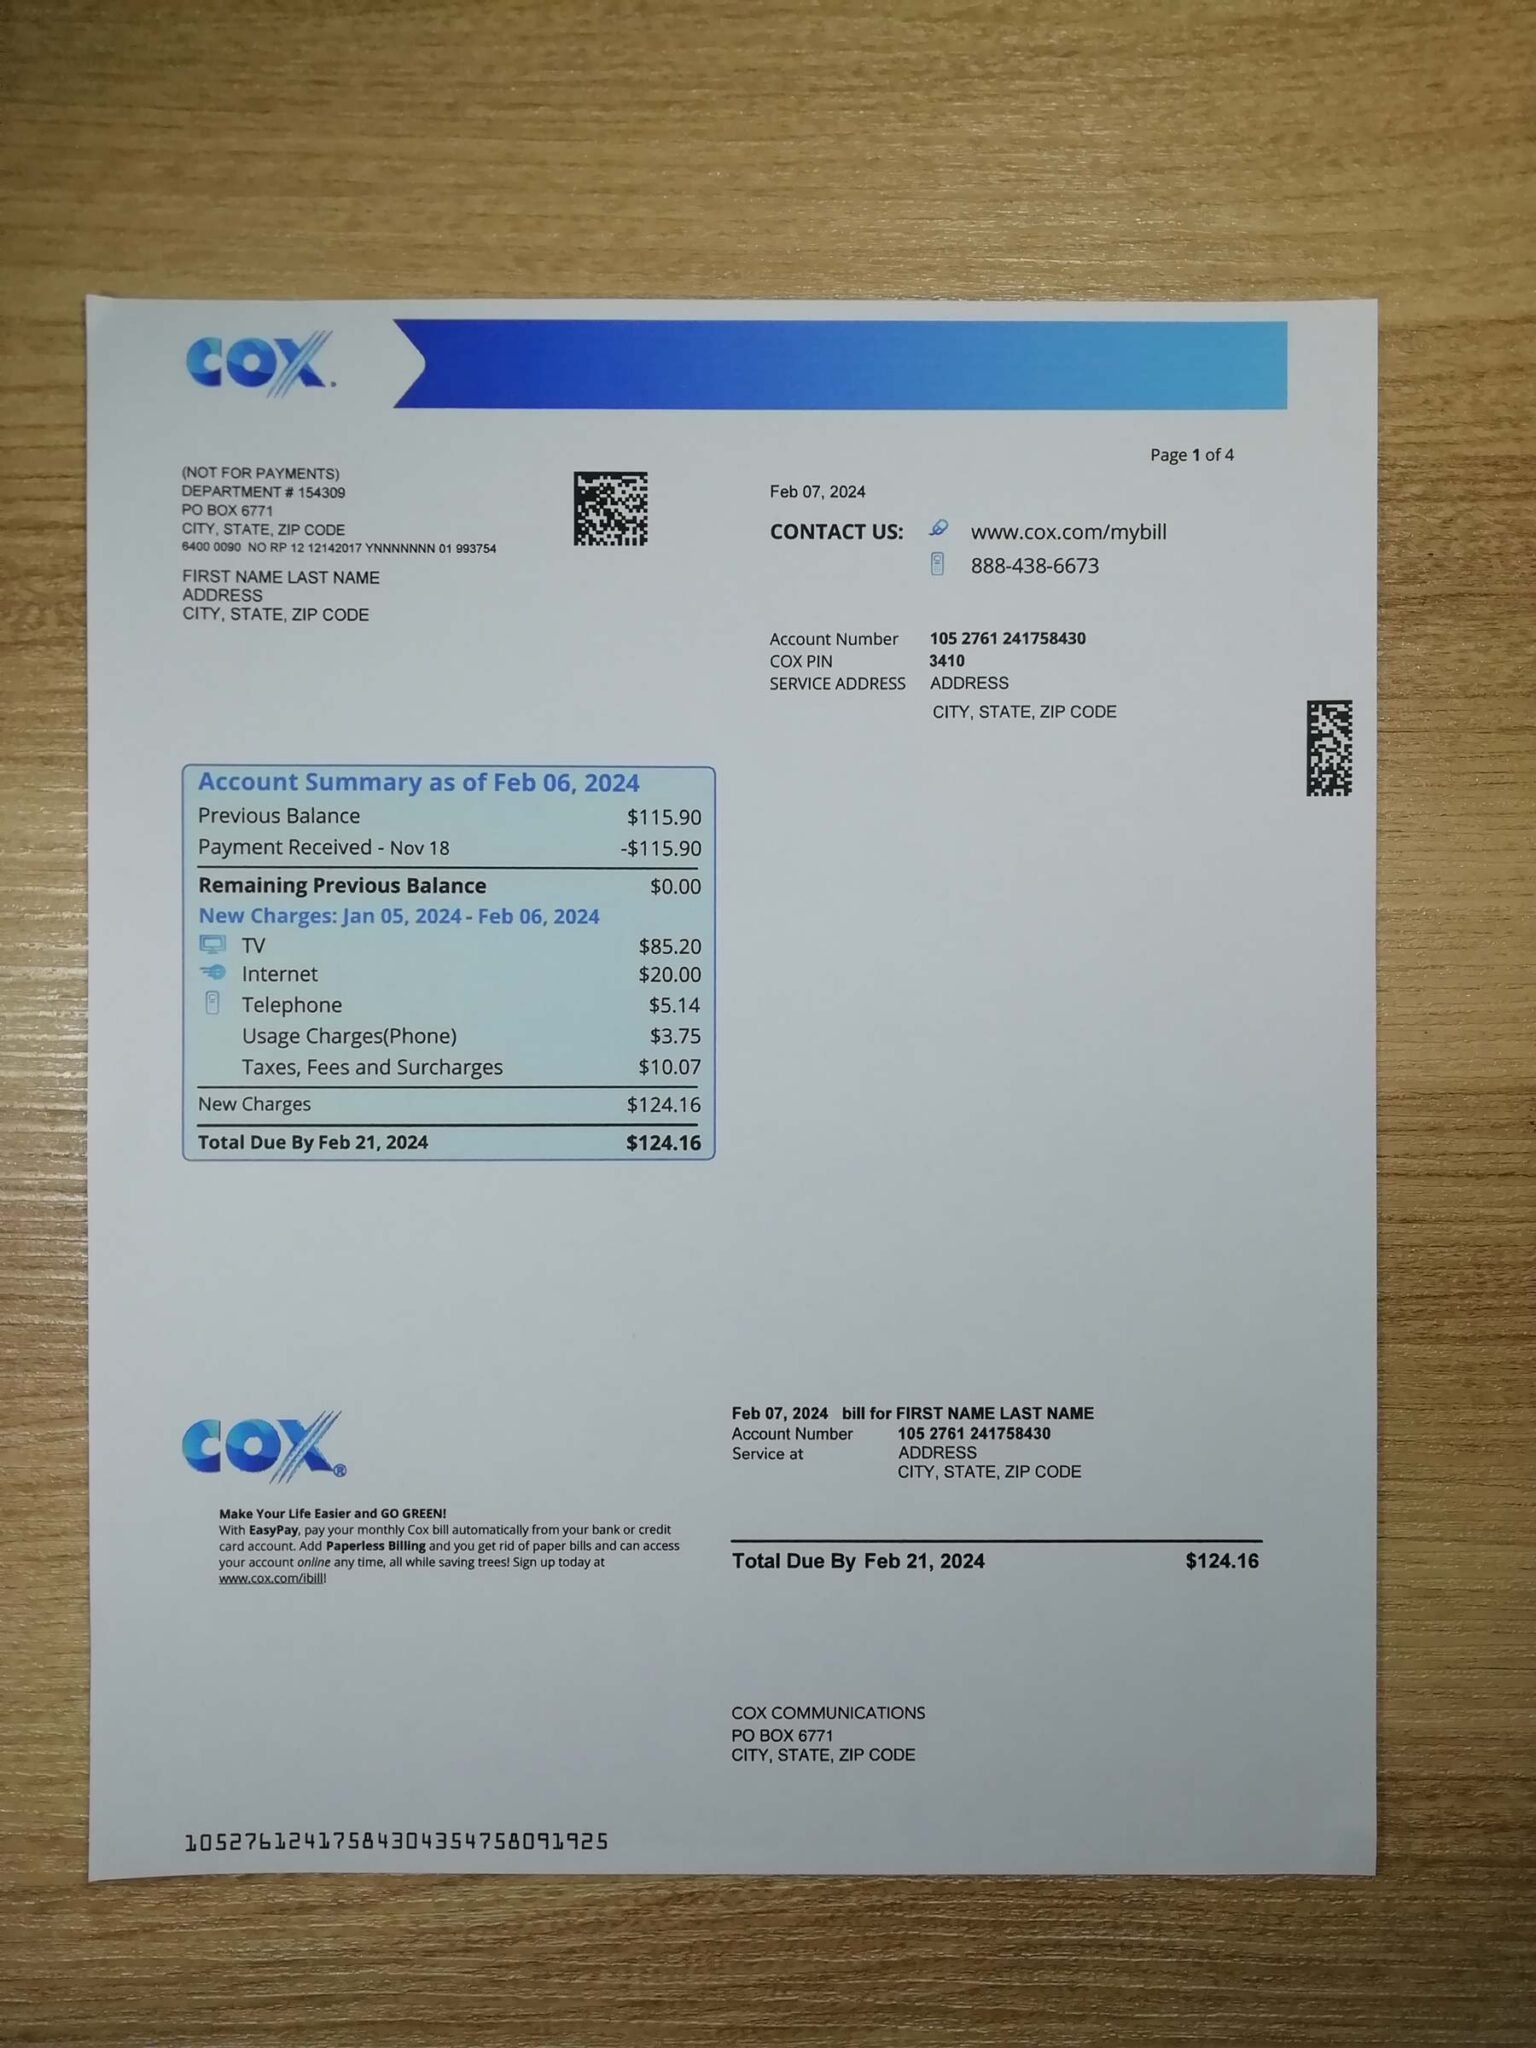 COX.
Page 1 of 4
(NOT FOR PAYMENTS)
DEPARTMENT # 154309
PO BOX 6771
CITY, STATE, ZIP CODE
6400 0090 NO RP 12 12142017 YNNNNNNN 01 993754
FIRST NAME LAST NAME
ADDRESS
CITY, STATE, ZIP CODE
Feb 07, 2024
CONTACT US: www.cox.com/mybill
888-438-6673
Account Number 105 2761 241758430
COX PIN 3410
SERVICE ADDRESS ADDRESS
CITY, STATE, ZIP CODE
Account Summary as of Feb 06, 2024
Previous Balance $115.90
Payment Received - Nov 18 -$115.90
Remaining Previous Balance $0.00
New Charges: Jan 05, 2024 - Feb 06, 2024
TV $85.20
Internet $20.00
Telephone $5.14
Usage Charges(Phone) $3.75
Taxes, Fees and Surcharges $10.07
New Charges $124.16
Total Due By Feb 21, 2024 $124.16
COX®
Make Your Life Easier and GO GREEN!
With EasyPay, pay your monthly Cox bill automatically from your bank or credit
card account. Add Paperless Billing and you get rid of paper bills and can access
your account online any time, all while saving trees! Sign up today at
www.cox.com/ibill!
Feb 07, 2024 bill for FIRST NAME LAST NAME
Account Number 105 2761 241758430
Service at ADDRESS
CITY, STATE, ZIP CODE
Total Due By Feb 21, 2024 $124.16
COX COMMUNICATIONS
PO BOX 6771
CITY, STATE, ZIP CODE
10527612417584304354758091925